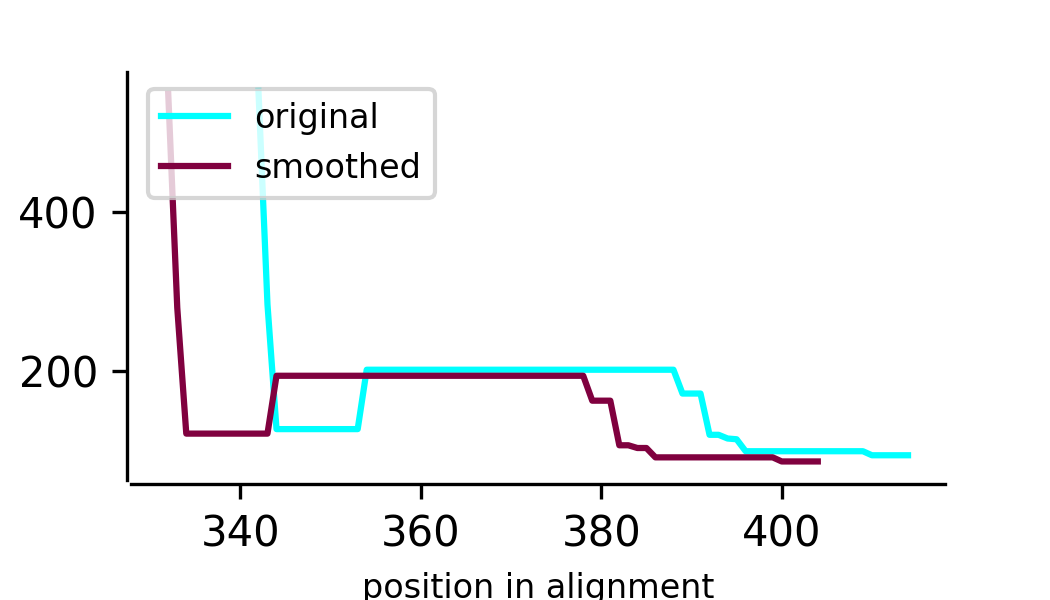 original
smoothed
400
200
340 360 380 400
position in alignment